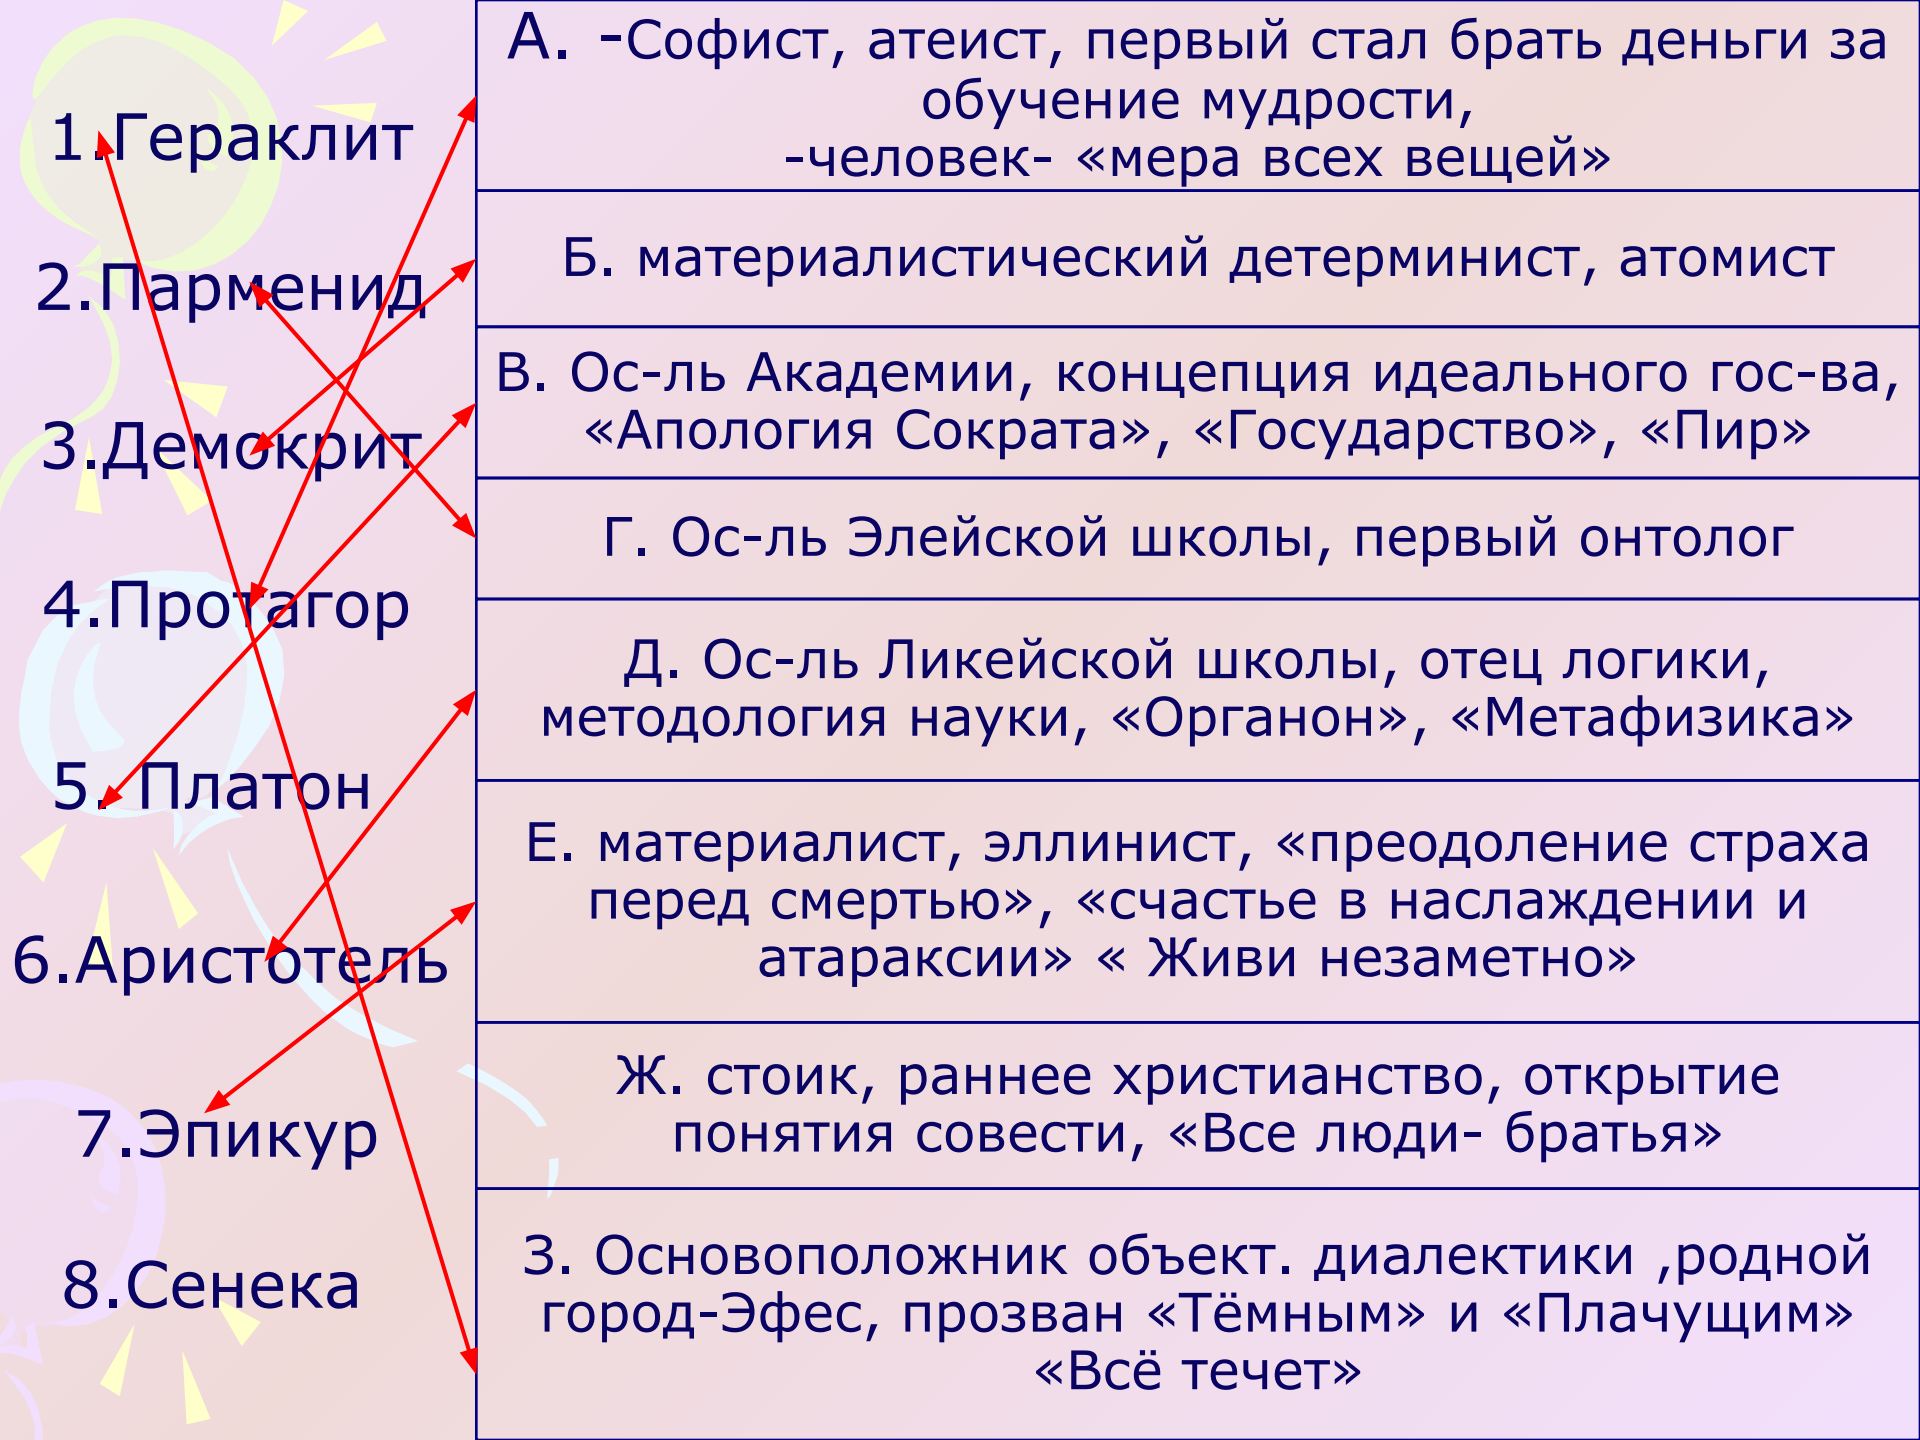 1.Гераклит
2.Парменид
3.Демокрит
4.Протагор
5. Платон
6.Аристотель
7.Эпикур
8.Сенека
А. -Софист, атеист, первый стал брать деньги за
обучение мудрости,
-человек- «мера всех вещей»
Б. материалистический детерминист, атомист
В. Ос-ль Академии, концепция идеального гос-ва,
«Апология Сократа», «Государство», «Пир»
Г. Ос-ль Элейской школы, первый онтолог
Д. Ос-ль Ликейской школы, отец логики,
методология науки, «Органон», «Метафизика»
Е. материалист, эллинист, «преодоление страха
перед смертью», «счастье в наслаждении и
атараксии» « Живи незаметно»
Ж. стоик, раннее христианство, открытие
понятия совести, «Все люди- братья»
З. Основоположник объект. диалектики ,родной
город-Эфес, прозван «Тёмным» и «Плачущим»
«Всё течет»